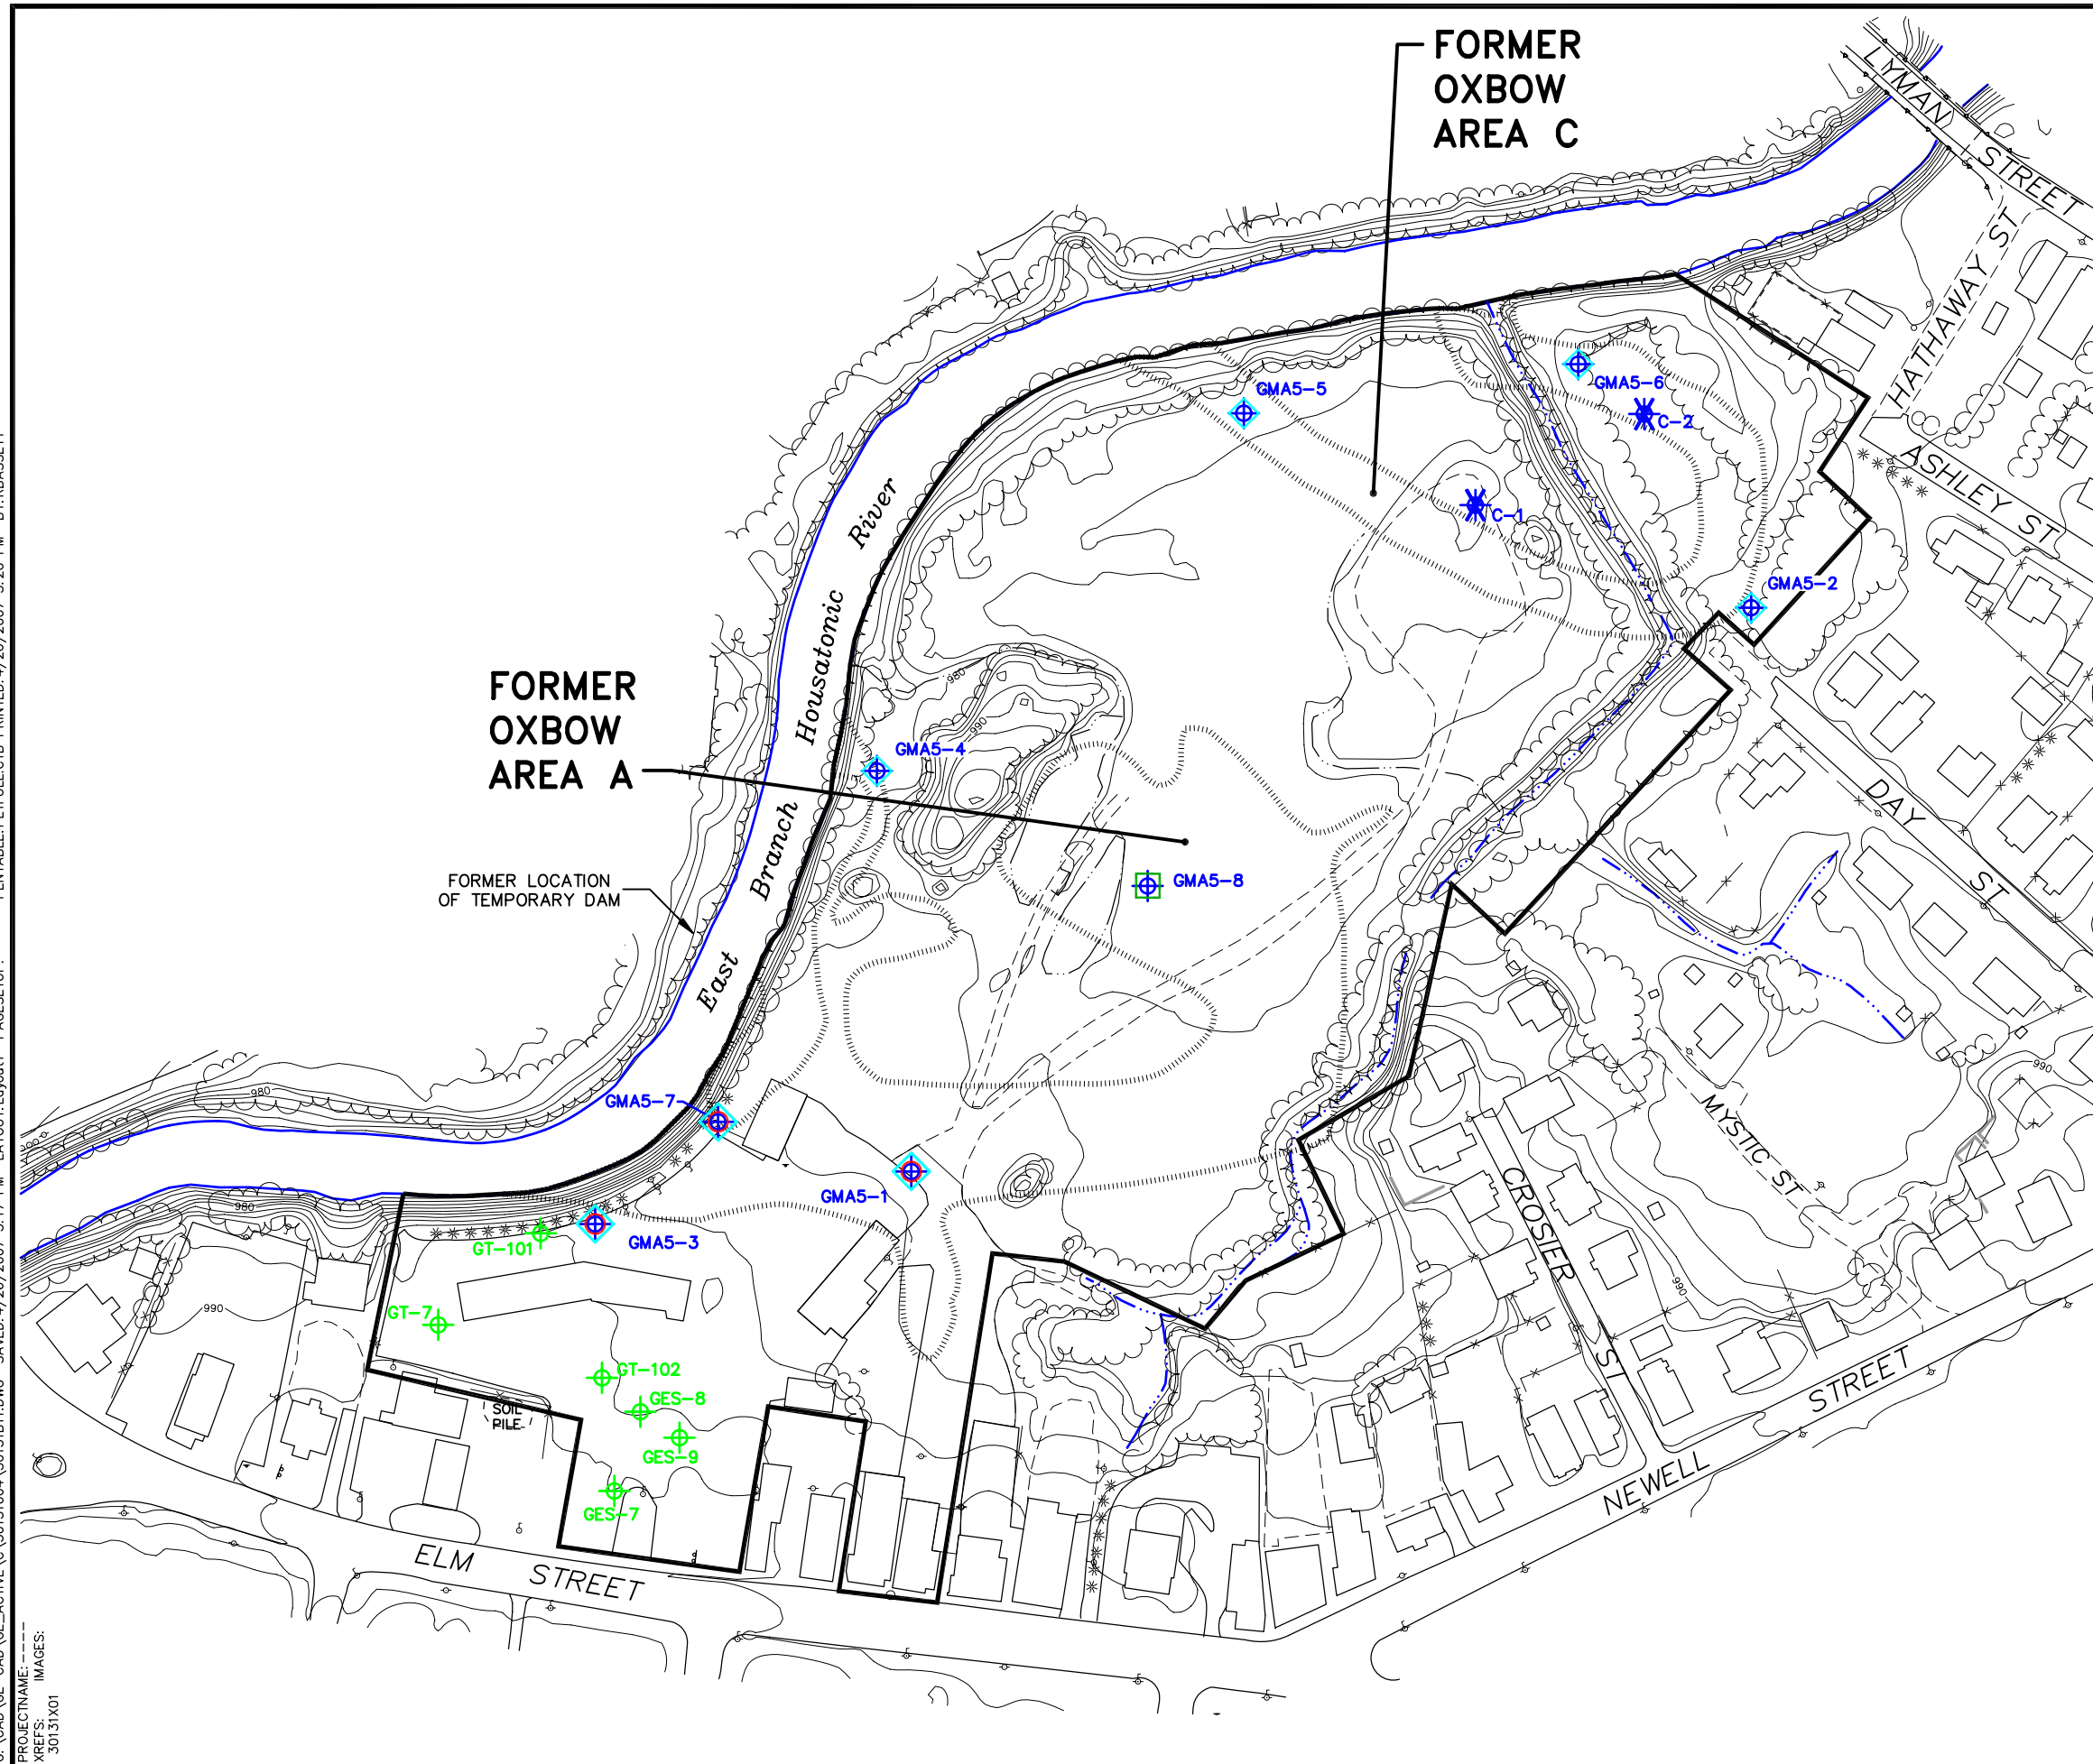 FORMER
OXBOW
AREA C
LYMAN STREET
HATHAWAY ST
GMA5-5
GMA5-6
C-2
ASHLEY ST
C-1
GMA5-2
River
Housatonic
Branch
East
980
990
FORMER
OXBOW
AREA A
GMA5-4
DAY ST
FORMER LOCATION
OF TEMPORARY DAM
GMA5-8
980
GMA5-7
990
MYSTIC ST
GMA5-1
CROSIER ST
980
GT-101
GMA5-3
990
990
GT-7
GT-102
GES-8
SOIL
PILE
GES-9
GES-7
NEWELL STREET
ELM STREET
PROJECTNAME: ----
XREFS: IMAGES:
30131X01